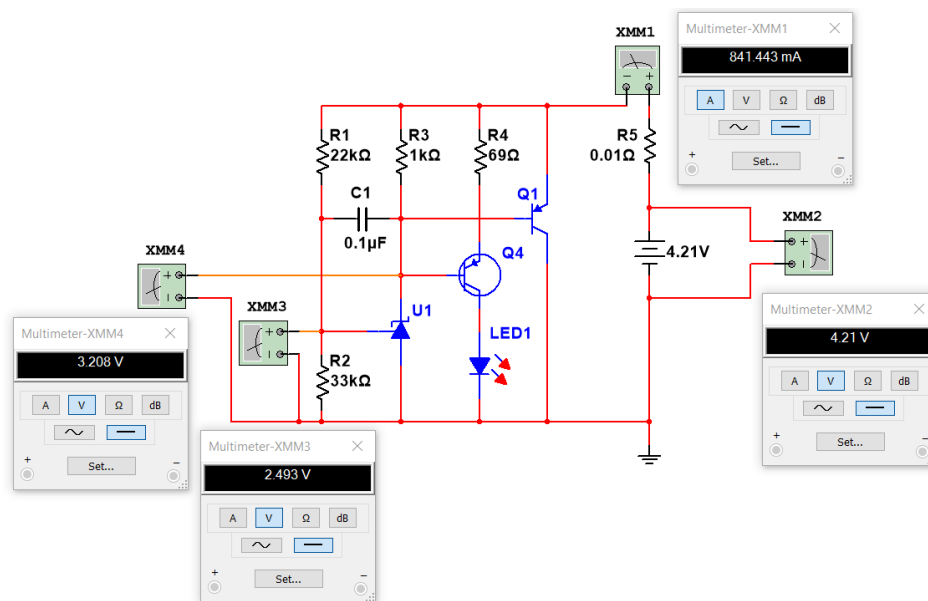 Multimeter-XMM1
841.443 mA
A V Ω dB
+
Set...
−
XMM1
− +
R1
22kΩ
R3
1kΩ
R4
69Ω
R5
0.01Ω
C1
0.1µF
Q1
XMM2
+
4.21V
XMM4
+
Q4
XMM3
+
U1
LED1
R2
33kΩ
Multimeter-XMM4
3.208 V
A V Ω dB
+
Set...
−
Multimeter-XMM2
4.21 V
A V Ω dB
+
Set...
−
Multimeter-XMM3
2.493 V
A V Ω dB
+
Set...
−